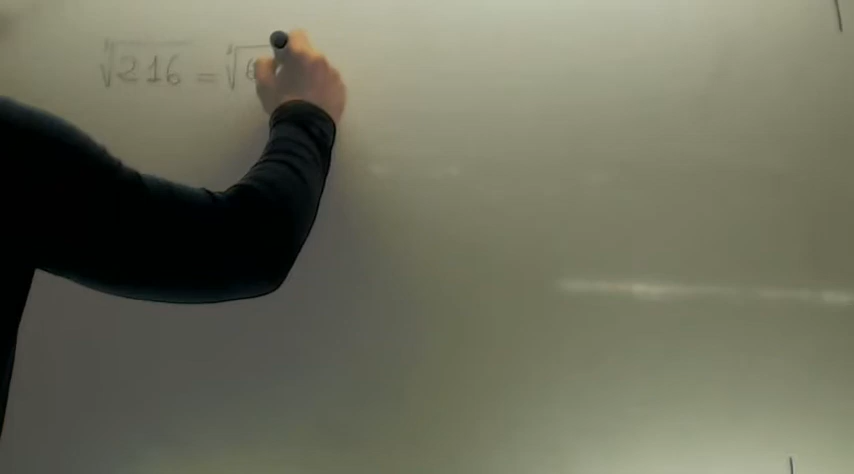 ∛216 = ∛6